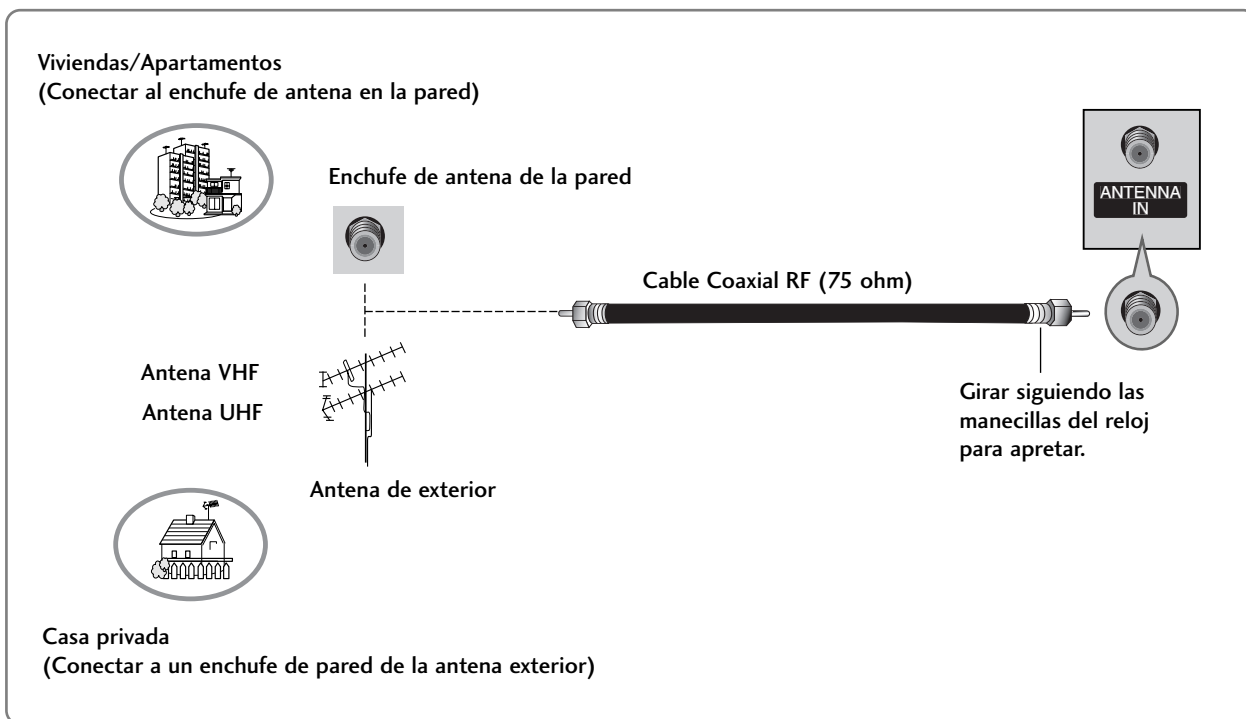 Viviendas/Apartamentos
(Conectar al enchufe de antena en la pared)
Enchufe de antena de la pared
ANTENNA
IN
Cable Coaxial RF (75 ohm)
Antena VHF
Antena UHF
Girar siguiendo las
manecillas del reloj
para apretar.
Antena de exterior
Casa privada
(Conectar a un enchufe de pared de la antena exterior)